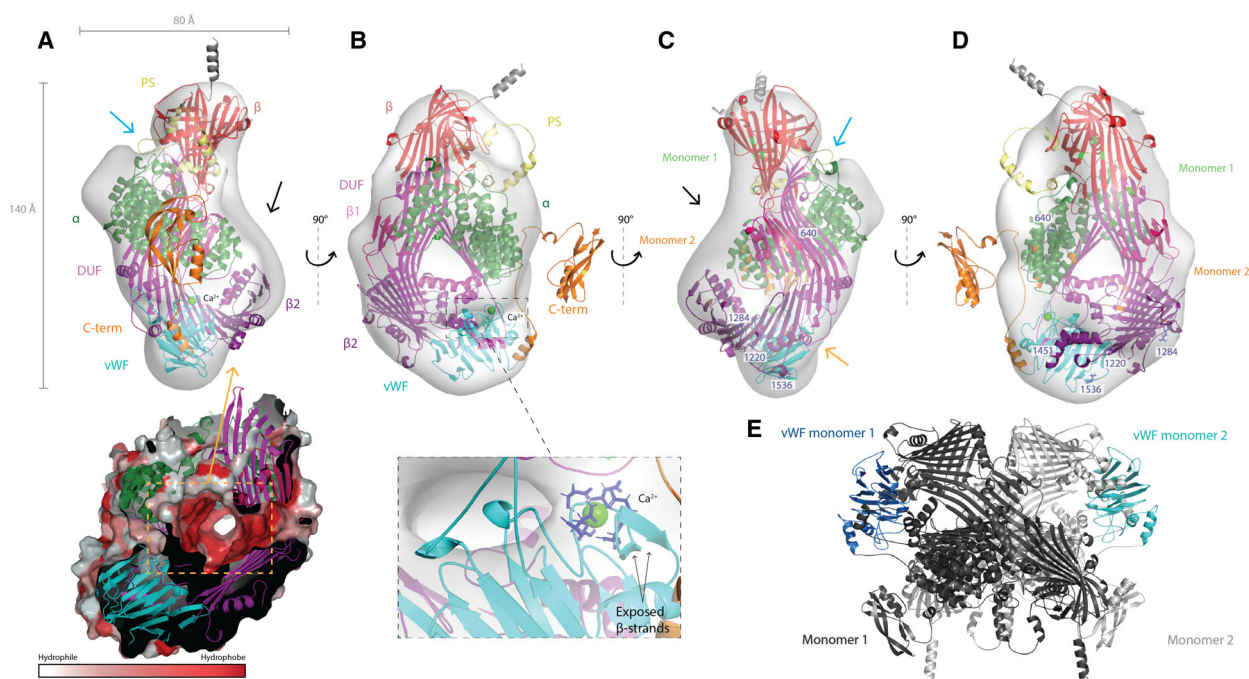 80 Å
A
B
C
D
PS
β
PS
140 Å
α
DUF
Ca²⁺
C-term
vWF
90°
DUF
β1
α
β2
β2
Ca²⁺
C-term
vWF
90°
Monomer 1
Monomer 2
640
1284
1220
1536
90°
Monomer 1
640
Monomer 2
1451
1220
1284
1536
Hydrophile
Hydrophobe
Ca²⁺
Exposed
β-strands
E
vWF monomer 1
vWF monomer 2
Monomer 1
Monomer 2